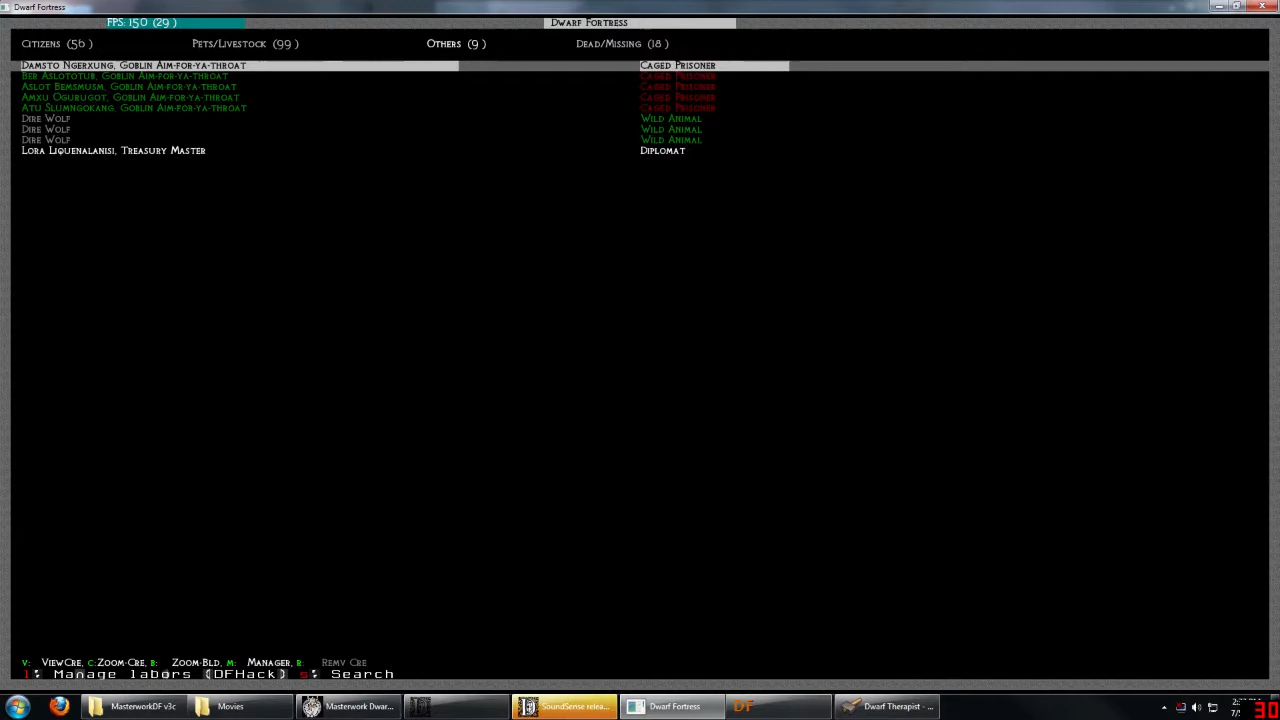 Dwarf Fortress
FPS: 150 (29 )
Dwarf Fortress
Citizens (56 ) Pets/Livestock (99 ) Others (9 ) Dead/Missing (18 )
Damsto Ngerxung, Goblin Aim-for-ya-throat Caged Prisoner
Ber Aslototub, Goblin Aim-for-ya-throat Caged Prisoner
Aslot Bemsmusm, Goblin Aim-for-ya-throat Caged Prisoner
Amxu Ogurugot, Goblin Aim-for-ya-throat Caged Prisoner
Atu Slumngokang, Goblin Aim-for-ya-throat Caged Prisoner
Dire Wolf Wild Animal
Dire Wolf Wild Animal
Dire Wolf Wild Animal
Lora Liquenalanisi, Treasury Master Diplomat
v: ViewCre, c:Zoom-Cre, b: Zoom-Bld, m: Manager, r: Remv Cre
l: Manage labors (DFHack) s: Search
MasterworkDF v3c Movies Masterwork Dwar... SoundSense relea... Dwarf Fortress DF Dwarf Therapist - ...
30